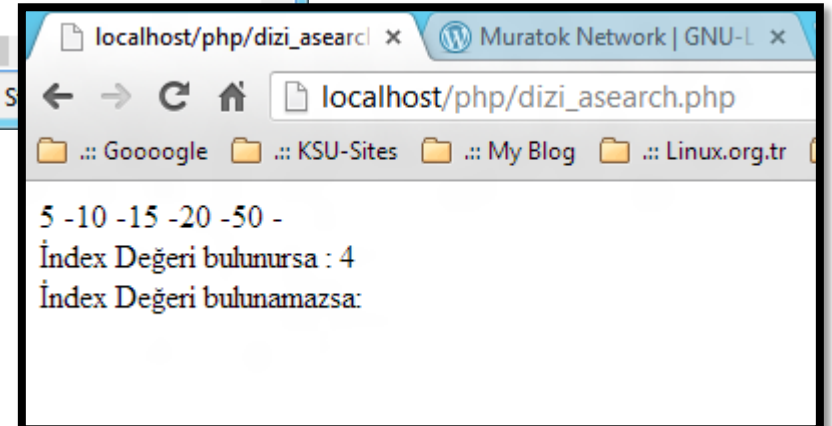 localhost/php/dizi_asearc
Muratok Network | GNU-L
localhost/php/dizi_asearch.php
.:: Goooogle .:: KSU-Sites .:: My Blog .:: Linux.org.tr
5 -10 -15 -20 -50 -
İndex Değeri bulunursa : 4
İndex Değeri bulunamazsa: